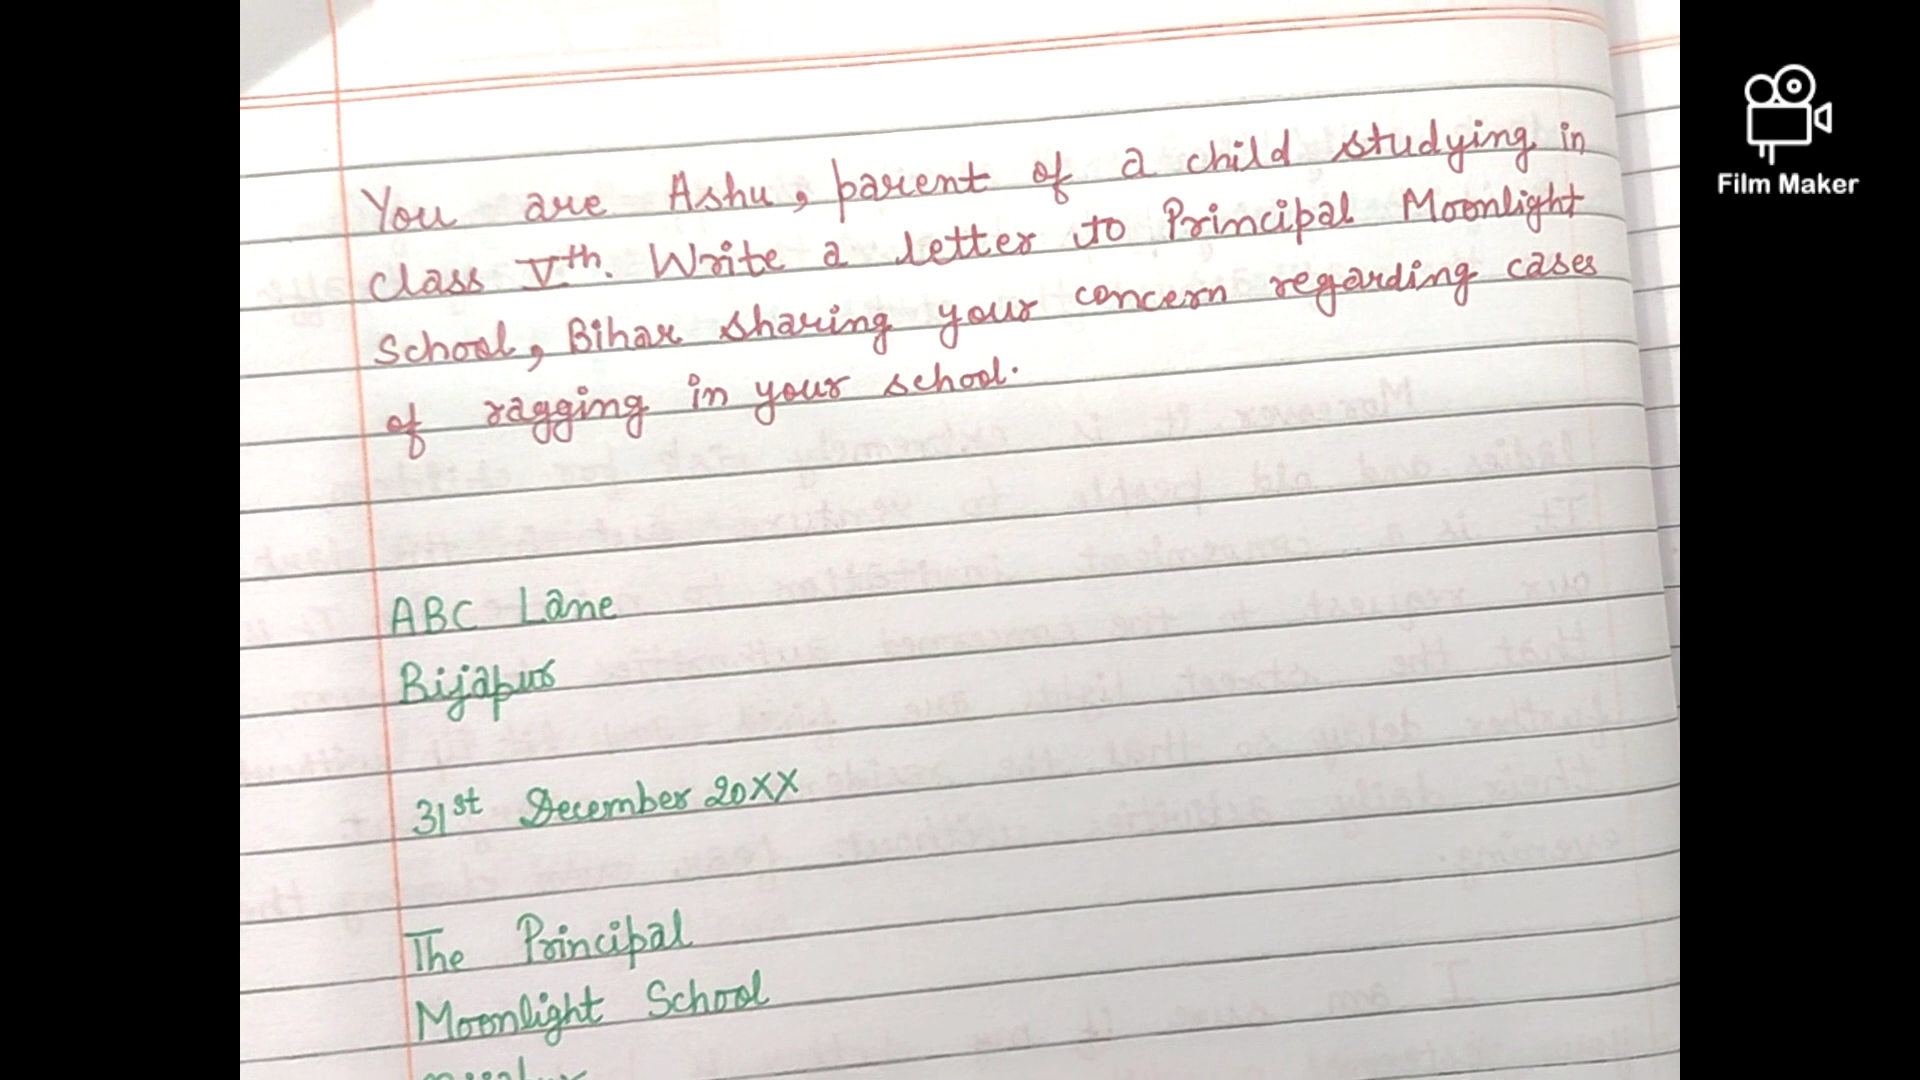 You are Ashu, parent of a child studying in
class Vth. Write a letter to Principal Moonlight
School, Bihar sharing your concern regarding cases
of ragging in your school.
ABC Lane
Bijapur
31st December 20XX
The Principal
Moonlight School
Film Maker